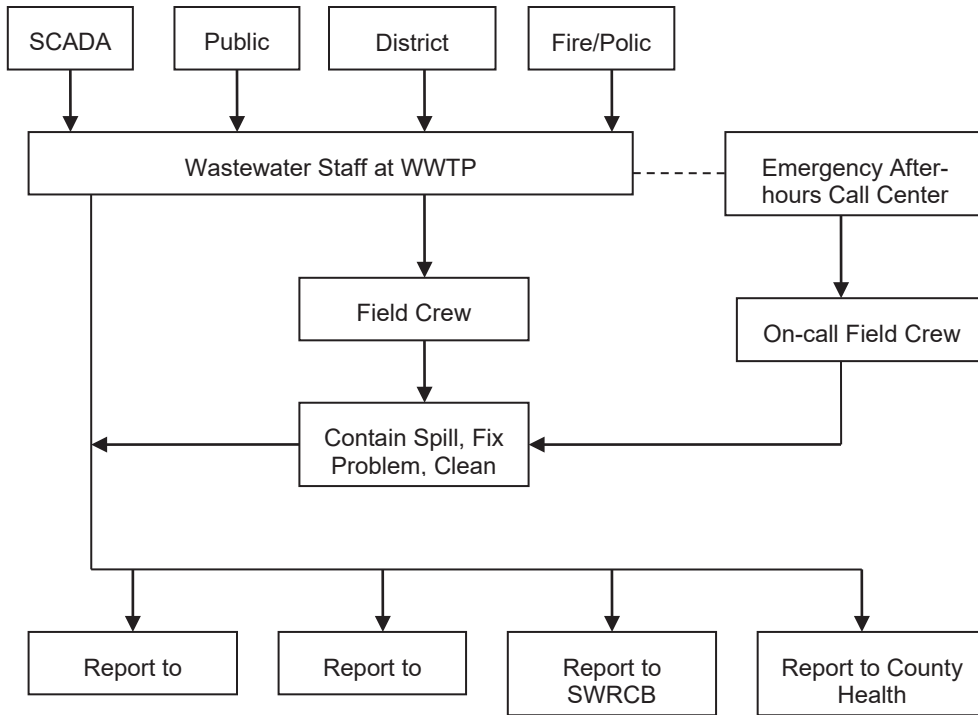 SCADA
Public
District
Fire/Polic
Wastewater Staff at WWTP
Emergency After-
hours Call Center
Field Crew
On-call Field Crew
Contain Spill, Fix
Problem, Clean
Report to
Report to
Report to
SWRCB
Report to County
Health